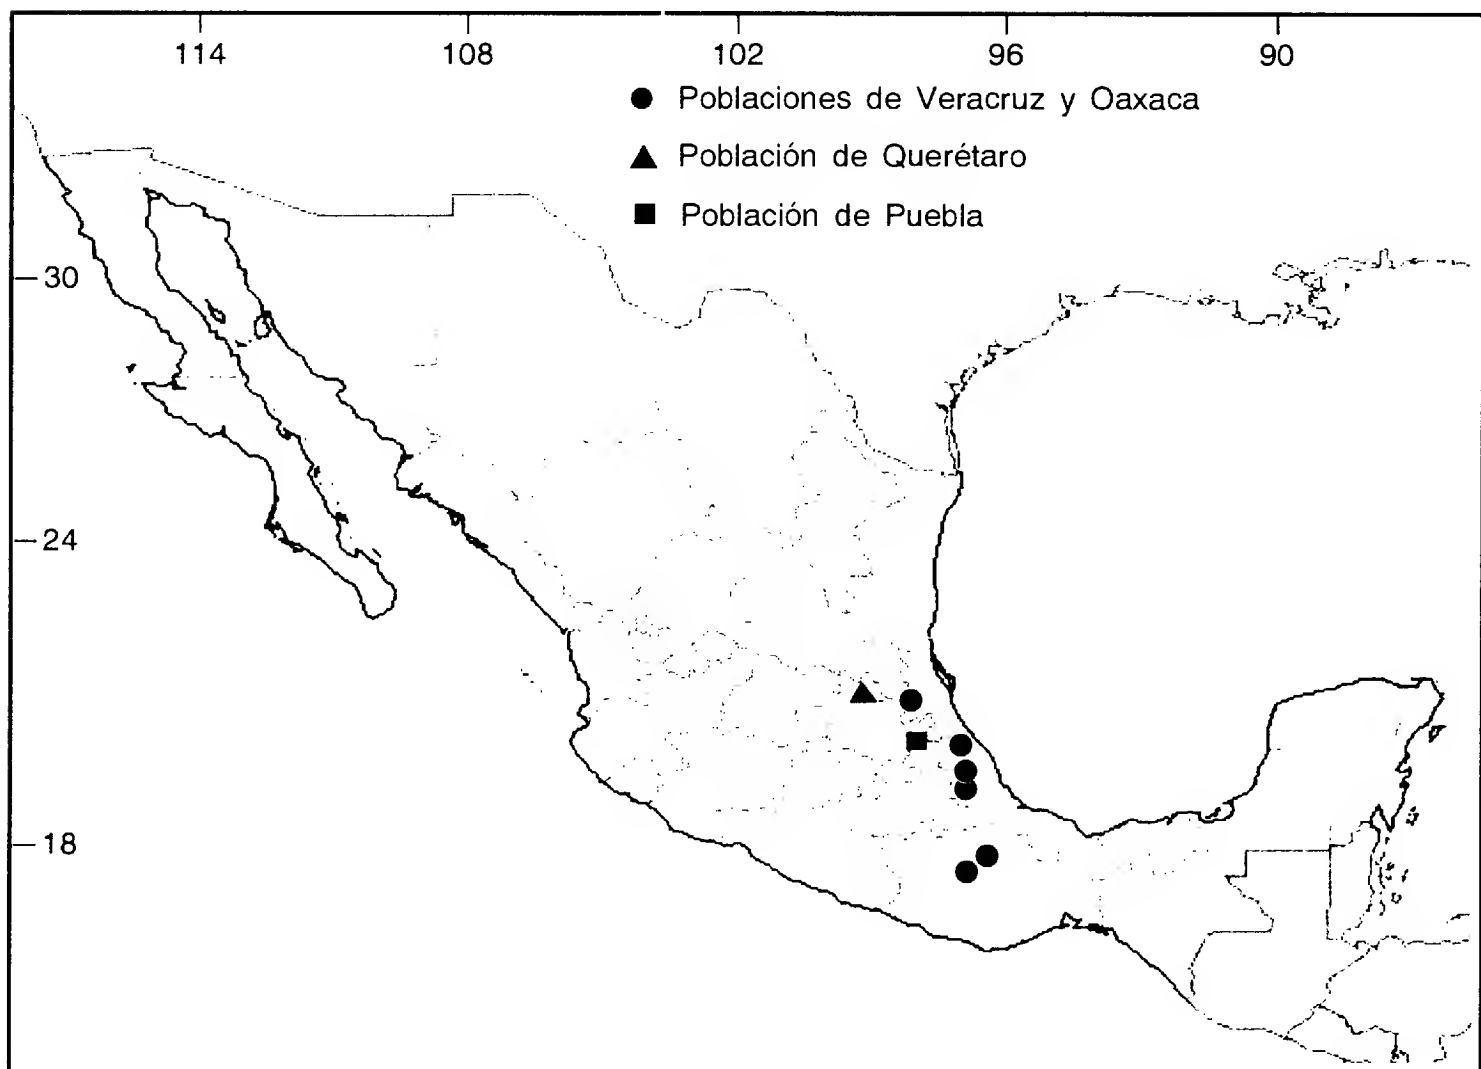 114 108 102 96 90
Poblaciones de Veracruz y Oaxaca
Población de Querétaro
Población de Puebla
30
24
18